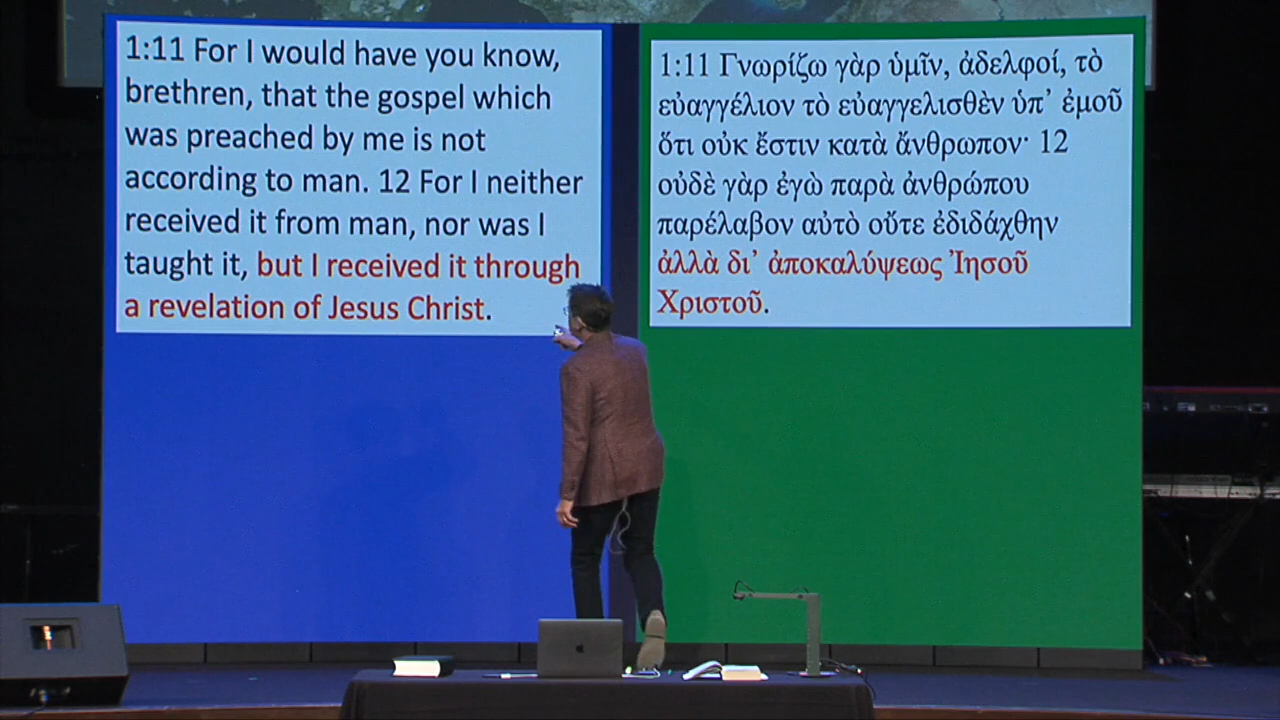 1:11 For I would have you know,
brethren, that the gospel which
was preached by me is not
according to man. 12 For I neither
received it from man, nor was I
taught it, but I received it through
a revelation of Jesus Christ.
1:11 Γνωρίζω γὰρ ὑμῖν, ἀδελφοί, τὸ
εὐαγγέλιον τὸ εὐαγγελισθὲν ὑπ’ ἐμοῦ
ὅτι οὐκ ἔστιν κατὰ ἄνθρωπον· 12
οὐδὲ γὰρ ἐγὼ παρὰ ἀνθρώπου
παρέλαβον αὐτὸ οὔτε ἐδιδάχθην
ἀλλὰ δι’ ἀποκαλύψεως Ἰησοῦ
Χριστοῦ.